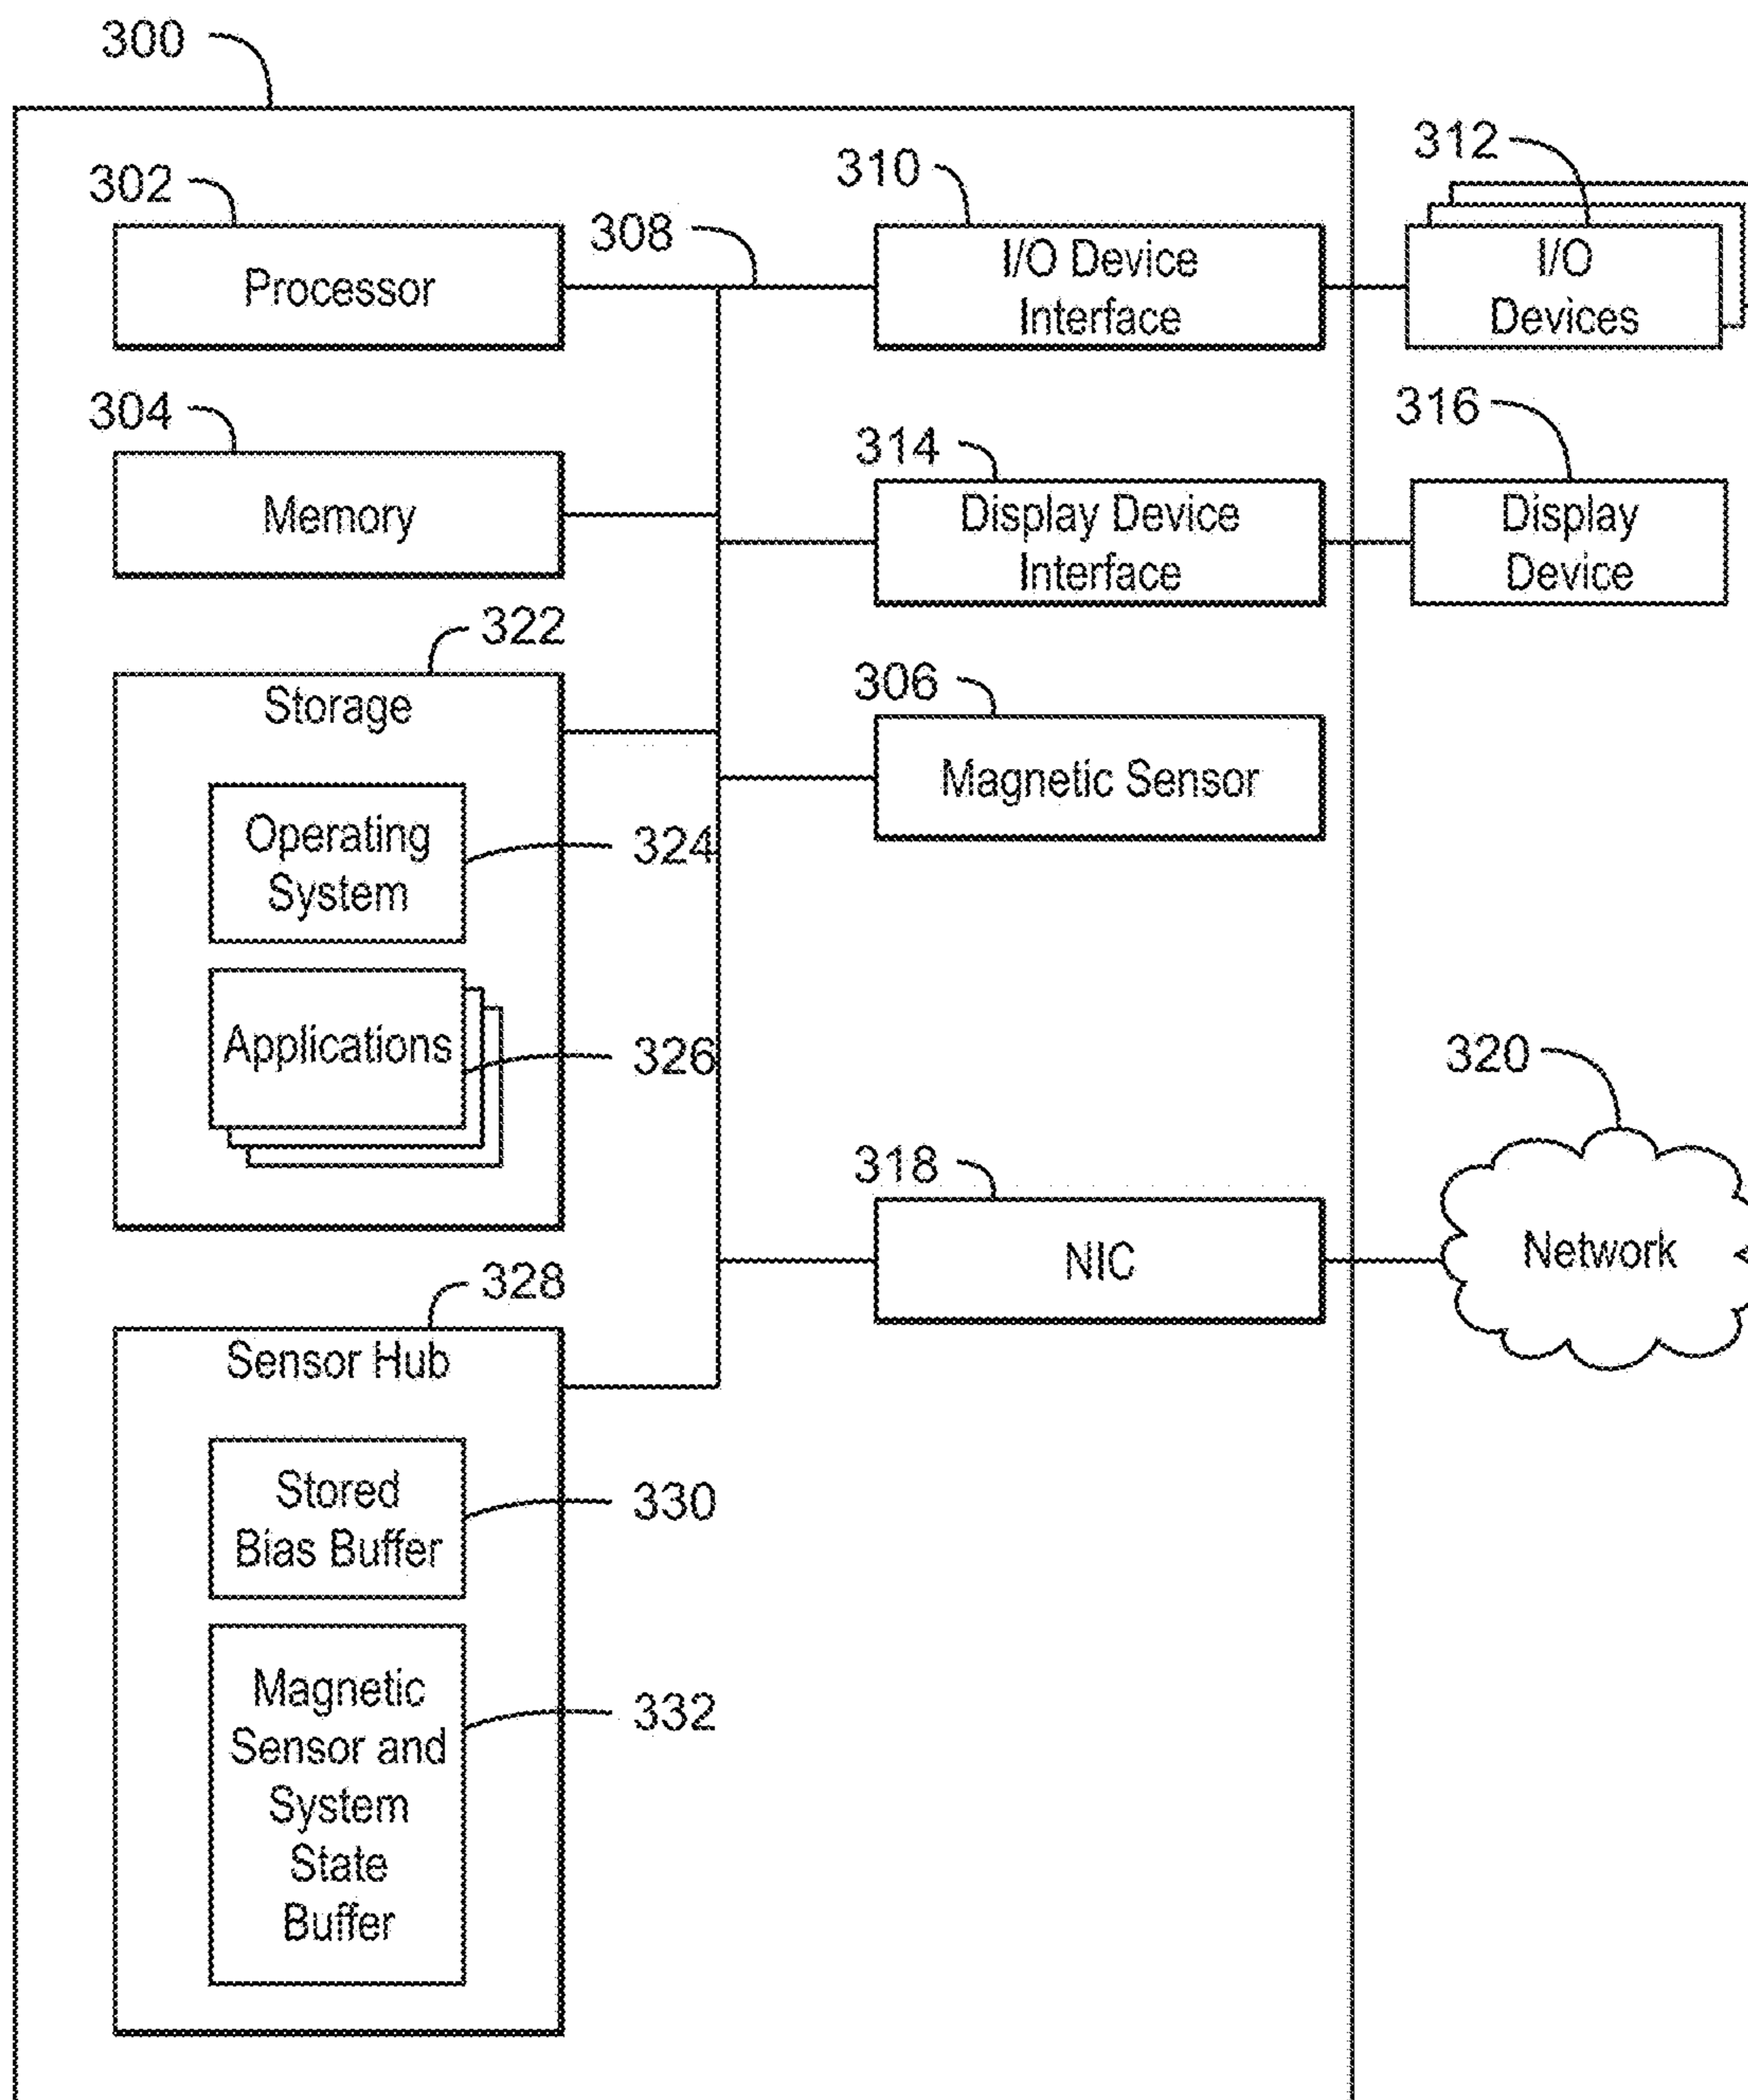 300
302
Processor
308
310
I/O Device
Interface
312
I/O
Devices
304
Memory
314
Display Device
Interface
316
Display
Device
322
Storage
306
Magnetic Sensor
Operating
System
324
Applications
326
318
NIC
320
Network
328
Sensor Hub
Stored
Bias Buffer
330
Magnetic
Sensor and
System
State
Buffer
332